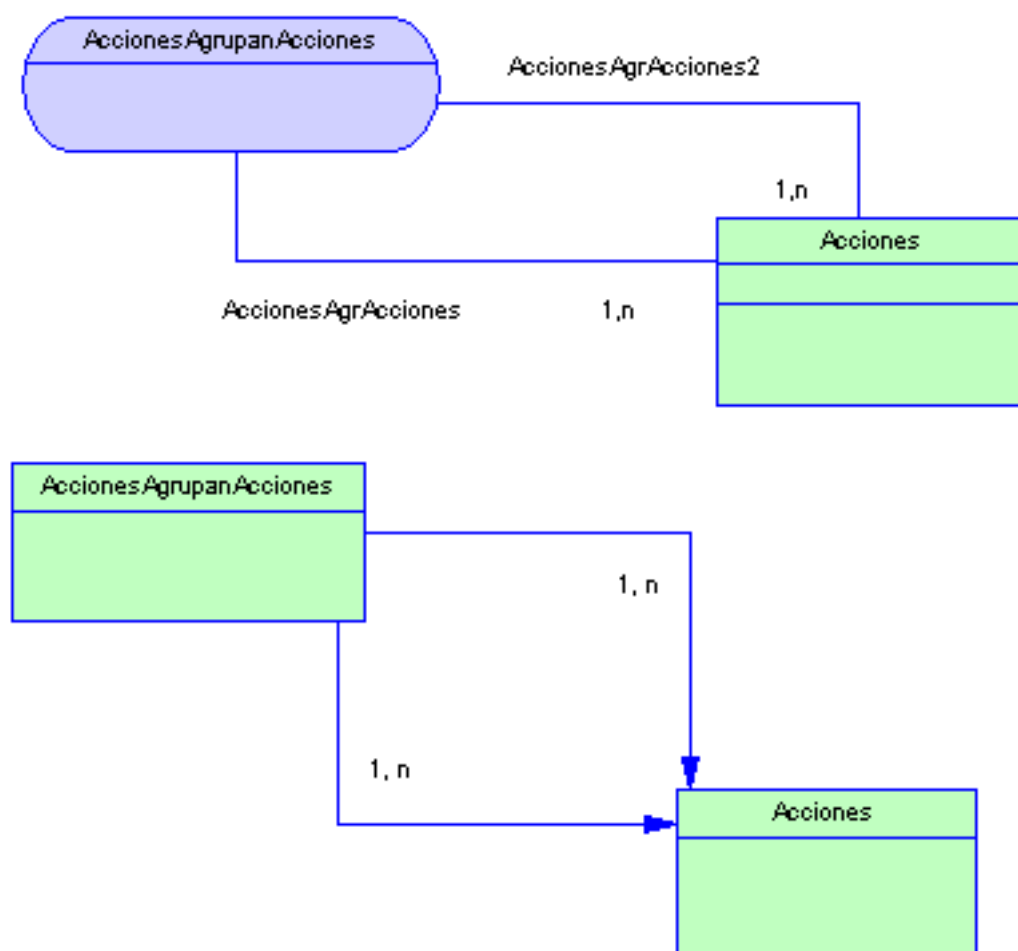 AccionesAgrupanAcciones
AccionesAgrAcciones2
1,n
Acciones
AccionesAgrAcciones
1,n
AccionesAgrupanAcciones
1, n
1, n
Acciones